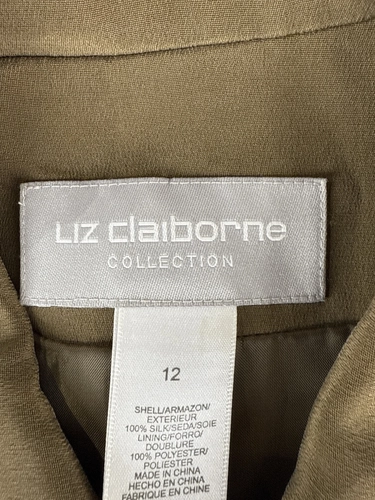 Liz claiborne
COLLECTION
12
SHELL/ARMAZON/
EXTERIEUR
100% SILK/SEDA/SOIE
LINING/FORRO/
DOUBLURE
100% POLYESTER/
POLIESTER
MADE IN CHINA
HECHO EN CHINA
FABRIQUE EN CHINE